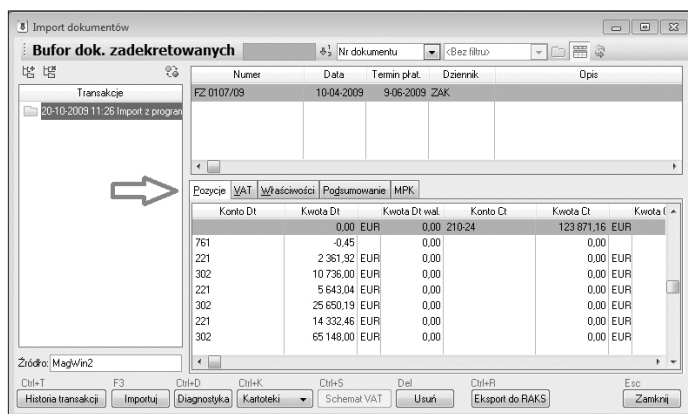 Import dokumentów
Bufor dok. zadekretowanych Nr dokumentu <Bez filtru>
Transakcje
20-10-2009 11:26 Import z program
Numer Data Termin płat. Dziennik Opis
FZ 0107/09 10-04-2009 9-06-2009 ZAK
Pozycje VAT Właściwości Podsumowanie MPK
Konto Dt Kwota Dt Kwota Dt wal. Konto Ct Kwota Ct Kwota
0,00 EUR 0,00 210-24 123 871,16 EUR
761 -0,45 0,00 0,00
221 2 361,92 EUR 0,00 0,00 EUR
302 10 736,00 EUR 0,00 0,00 EUR
221 5 643,04 EUR 0,00 0,00 EUR
302 25 650,19 EUR 0,00 0,00 EUR
221 14 332,46 EUR 0,00 0,00 EUR
302 65 148,00 EUR 0,00 0,00 EUR
Źródło: MagWin2
Ctrl+T F3 Ctrl+D Ctrl+K Ctrl+S Del Ctrl+R Esc
Historia transakcji Importuj Diagnostyka Kartoteki Schemat VAT Usuń Eksport do RAKS Zamknij